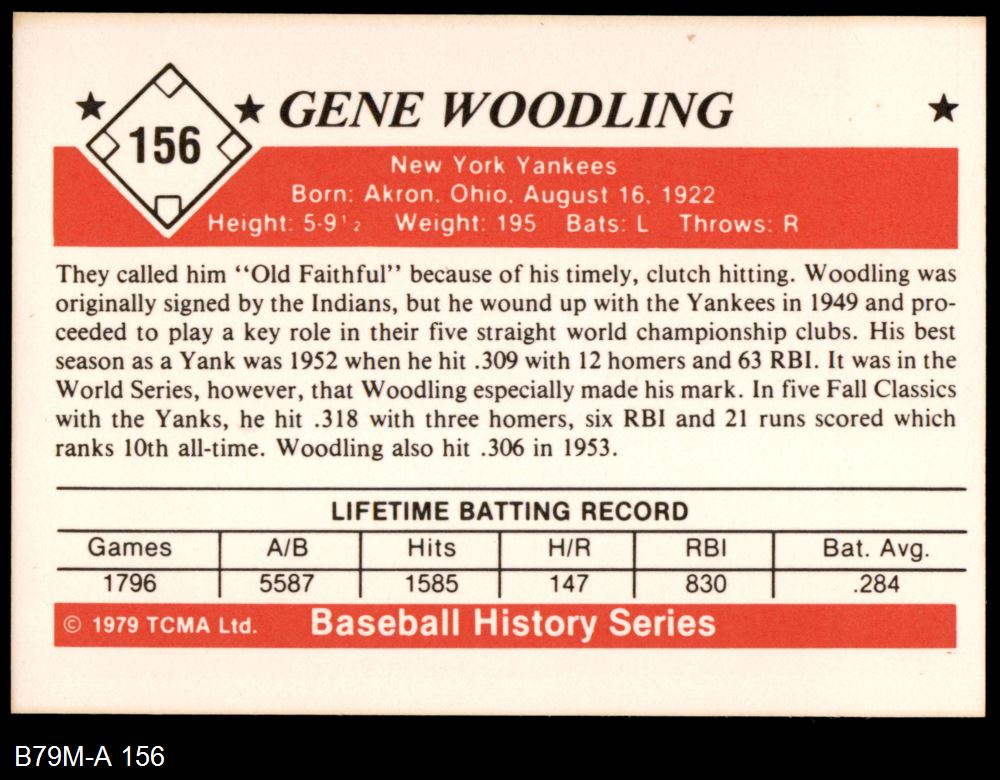 156
GENE WOODLING
New York Yankees
Born: Akron, Ohio, August 16, 1922
Height: 5-9½ Weight: 195 Bats: L Throws: R
They called him "Old Faithful" because of his timely, clutch hitting. Woodling was
originally signed by the Indians, but he wound up with the Yankees in 1949 and pro-
ceeded to play a key role in their five straight world championship clubs. His best
season as a Yank was 1952 when he hit .309 with 12 homers and 63 RBI. It was in the
World Series, however, that Woodling especially made his mark. In five Fall Classics
with the Yanks, he hit .318 with three homers, six RBI and 21 runs scored which
ranks 10th all-time. Woodling also hit .306 in 1953.
LIFETIME BATTING RECORD
Games A/B Hits H/R RBI Bat. Avg.
1796 5587 1585 147 830 .284
© 1979 TCMA Ltd. Baseball History Series
B79M-A 156